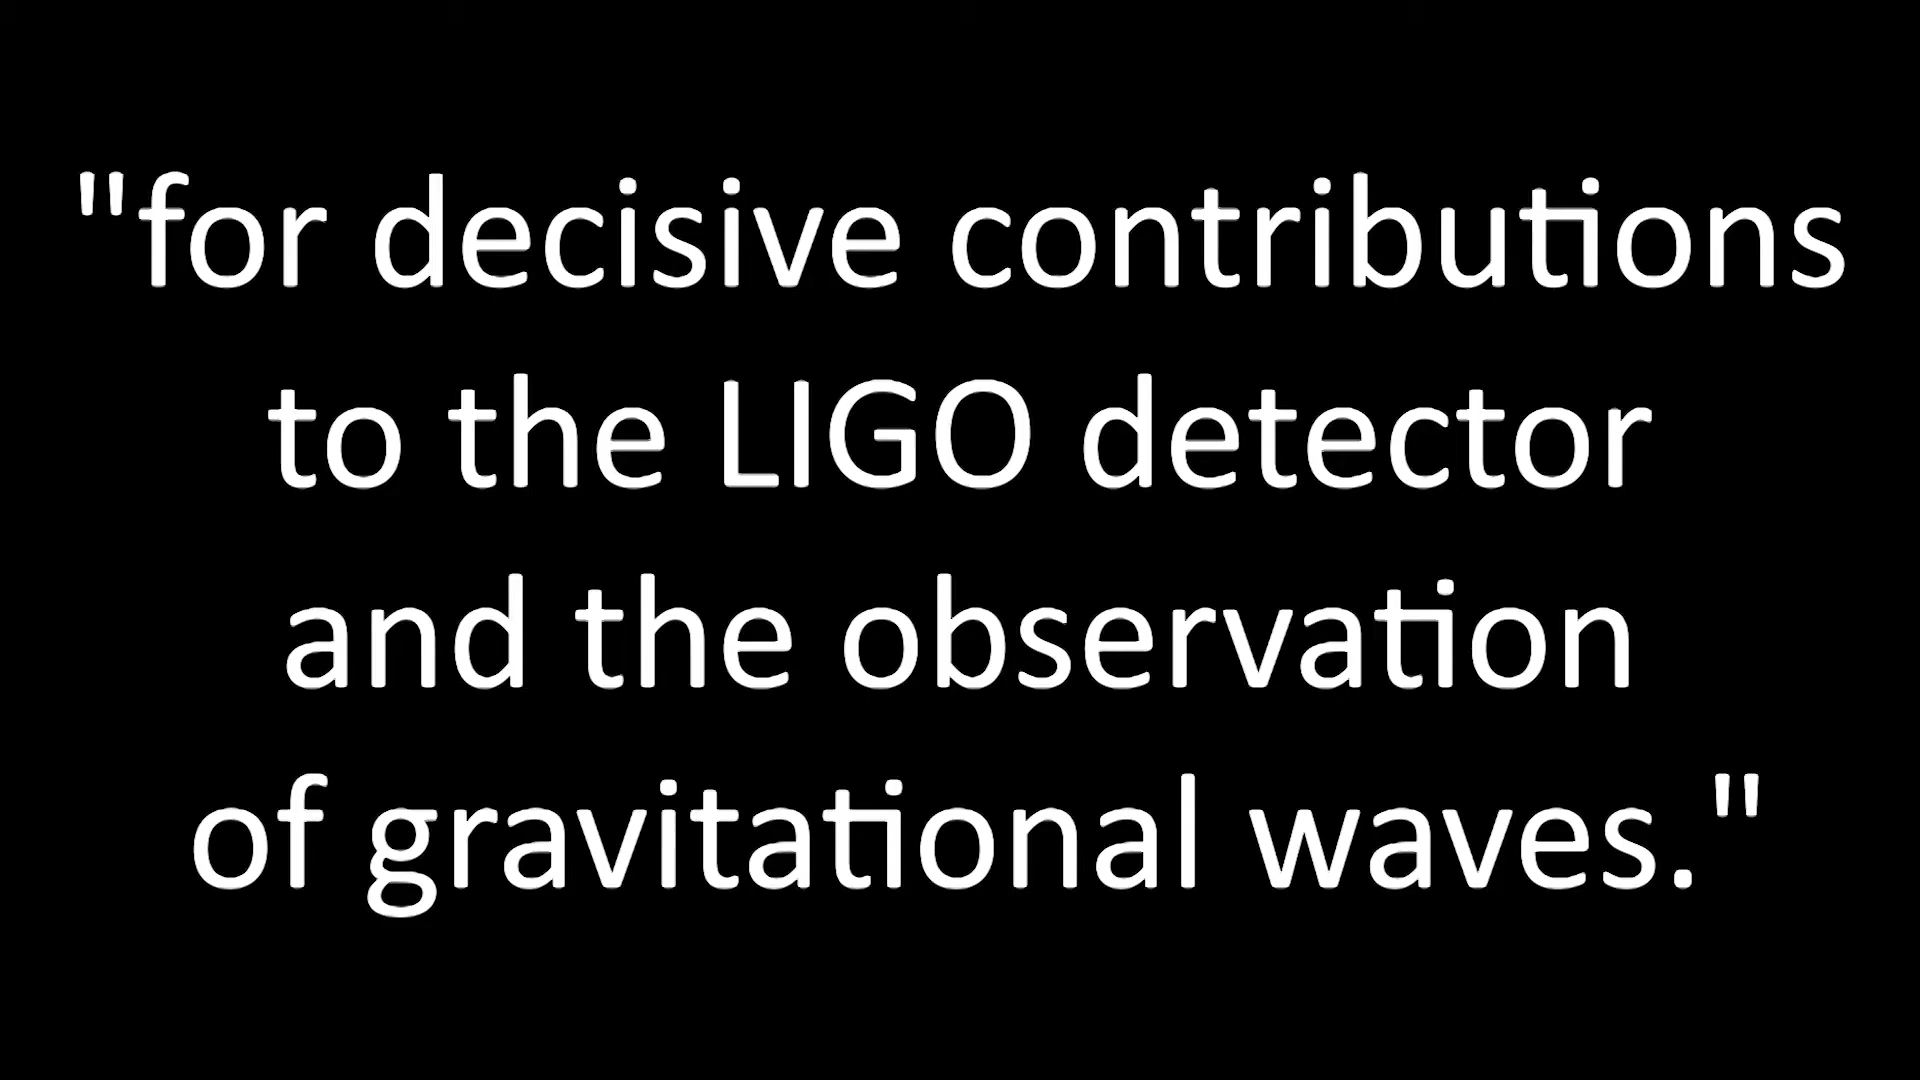 "for decisive contributions
to the LIGO detector
and the observation
of gravitational waves."